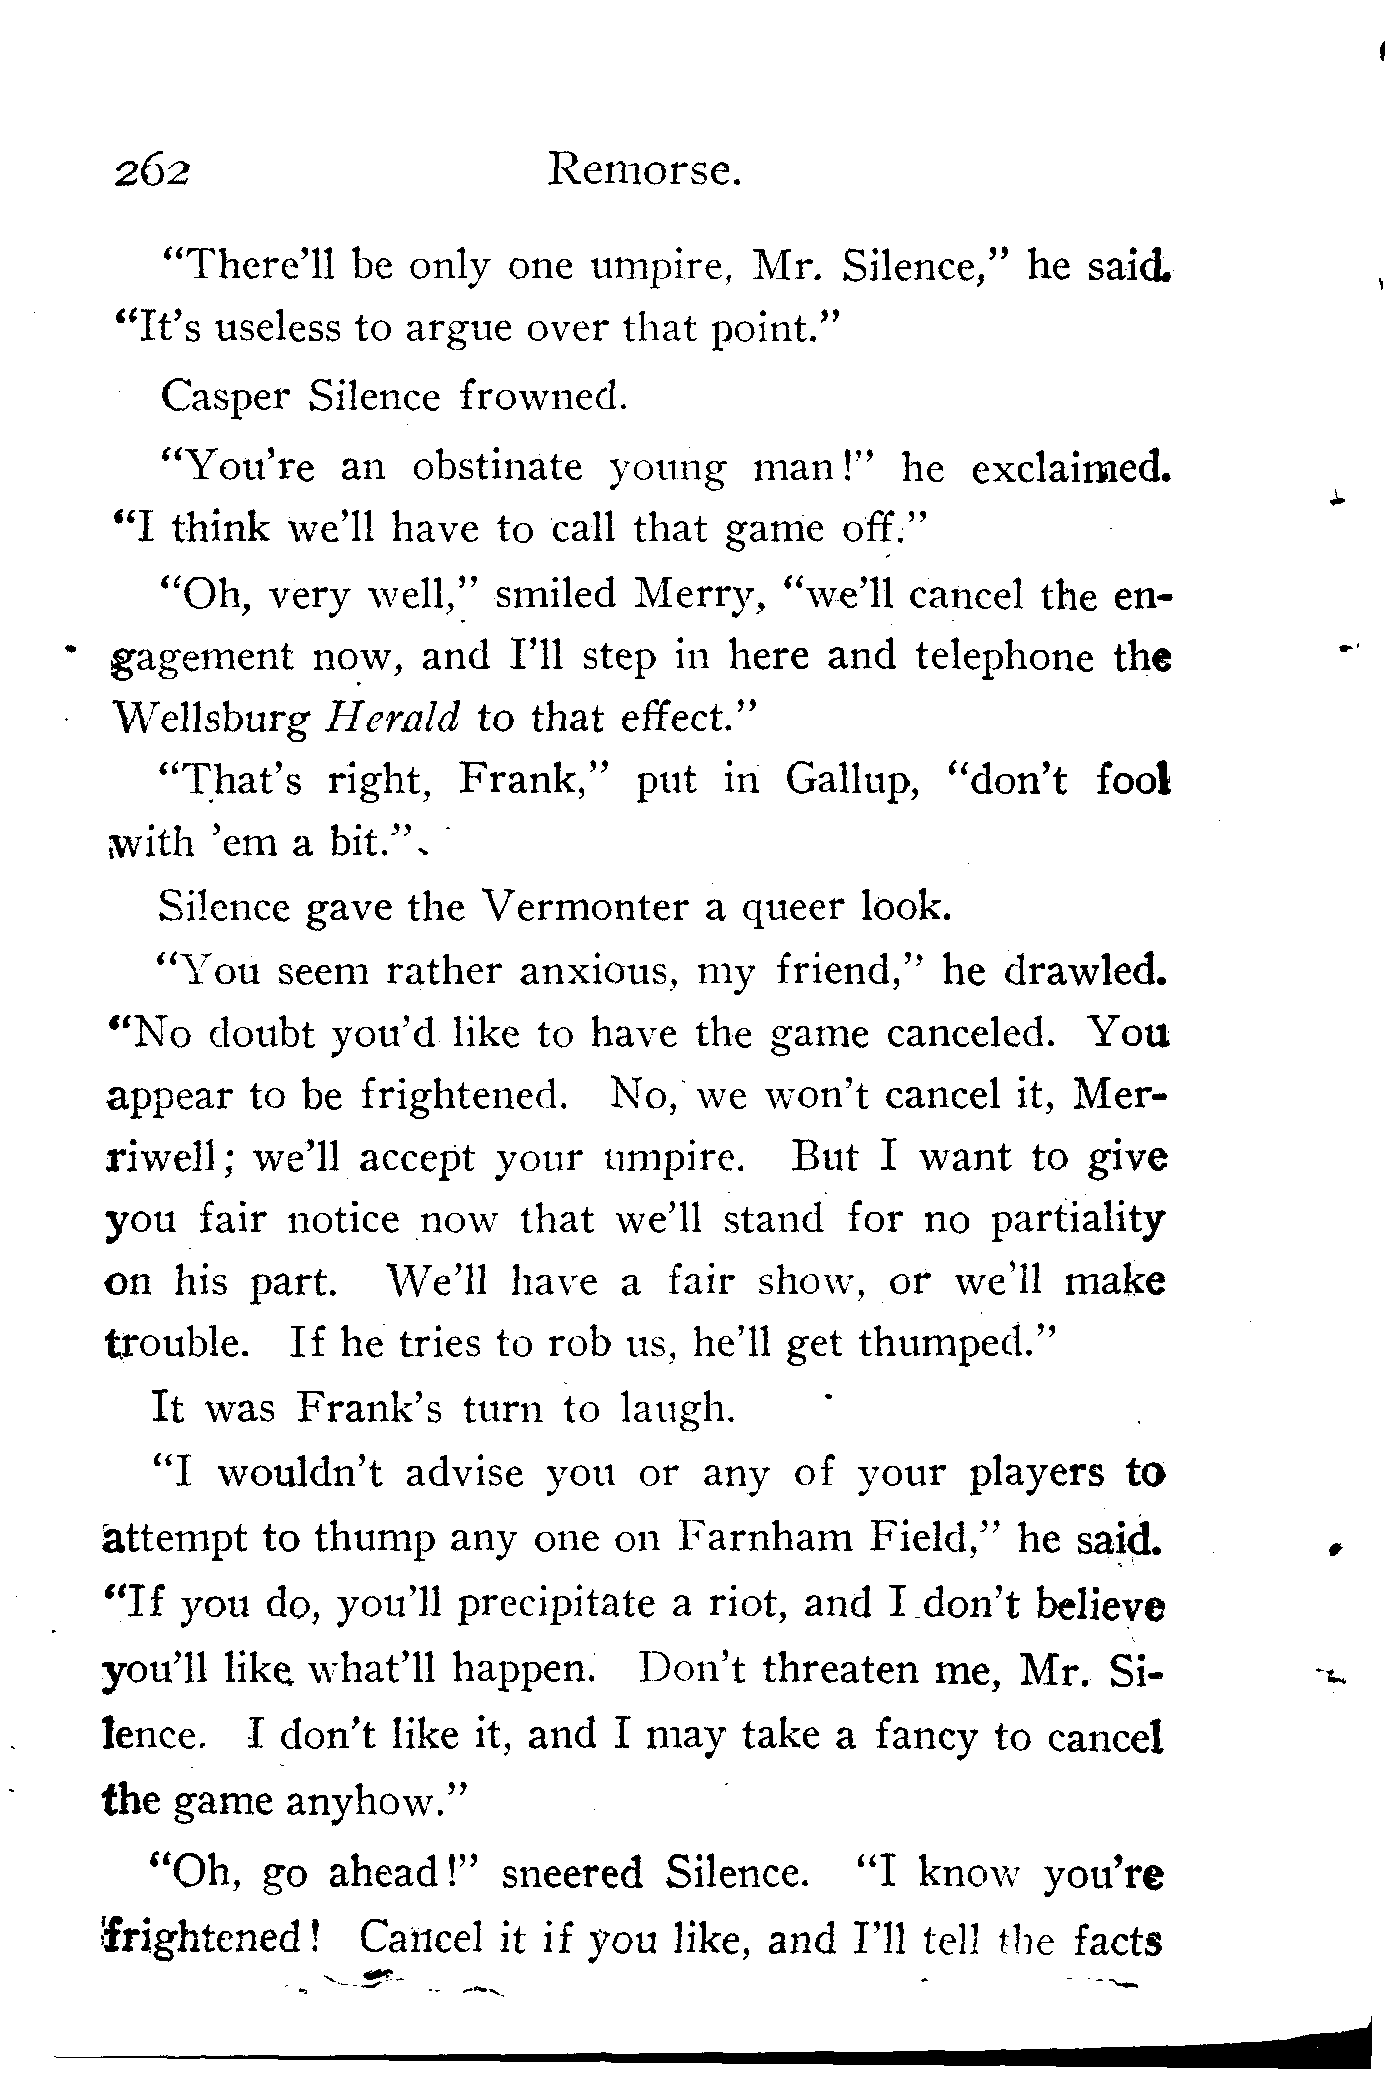 262 Remorse.
“There’ll be only one umpire, Mr. Silence,” he said.
“It’s useless to argue over that point.”
Casper Silence frowned.
“You’re an obstinate young man!” he exclaimed.
“I think we’ll have to call that game off.”
“Oh, very well,” smiled Merry, “we’ll cancel the en-
gagement now, and I’ll step in here and telephone the
Wellsburg Herald to that effect.”
“That’s right, Frank,” put in Gallup, “don’t fool
with ’em a bit.”
Silence gave the Vermonter a queer look.
“You seem rather anxious, my friend,” he drawled.
“No doubt you’d like to have the game canceled. You
appear to be frightened. No, we won’t cancel it, Mer-
riwell; we’ll accept your umpire. But I want to give
you fair notice now that we’ll stand for no partiality
on his part. We’ll have a fair show, or we’ll make
trouble. If he tries to rob us, he’ll get thumped.”
It was Frank’s turn to laugh.
“I wouldn’t advise you or any of your players to
attempt to thump any one on Farnham Field,” he said.
“If you do, you’ll precipitate a riot, and I don’t believe
you’ll like what’ll happen. Don’t threaten me, Mr. Si-
lence. I don’t like it, and I may take a fancy to cancel
the game anyhow.”
“Oh, go ahead!” sneered Silence. “I know you’re
frightened! Cancel it if you like, and I’ll tell the facts